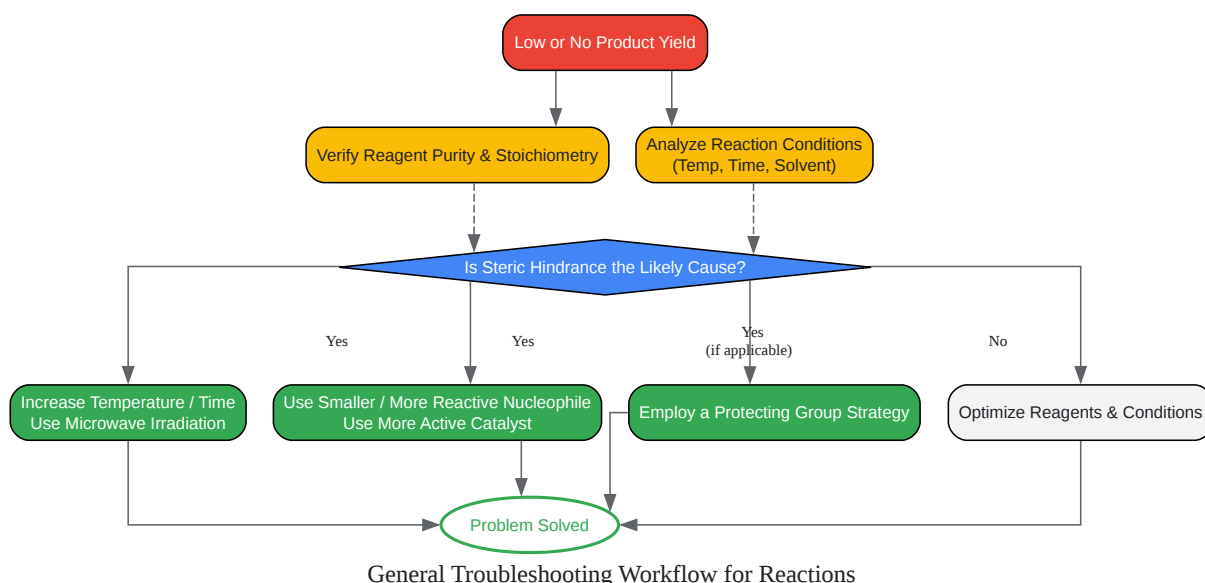 Low or No Product Yield
Verify Reagent Purity & Stoichiometry
Analyze Reaction Conditions
(Temp, Time, Solvent)
Is Steric Hindrance the Likely Cause?
Yes
Yes
Yes
(if applicable)
No
Increase Temperature / Time
Use Microwave Irradiation
Use Smaller / More Reactive Nucleophile
Use More Active Catalyst
Employ a Protecting Group Strategy
Optimize Reagents & Conditions
Problem Solved
General Troubleshooting Workflow for Reactions